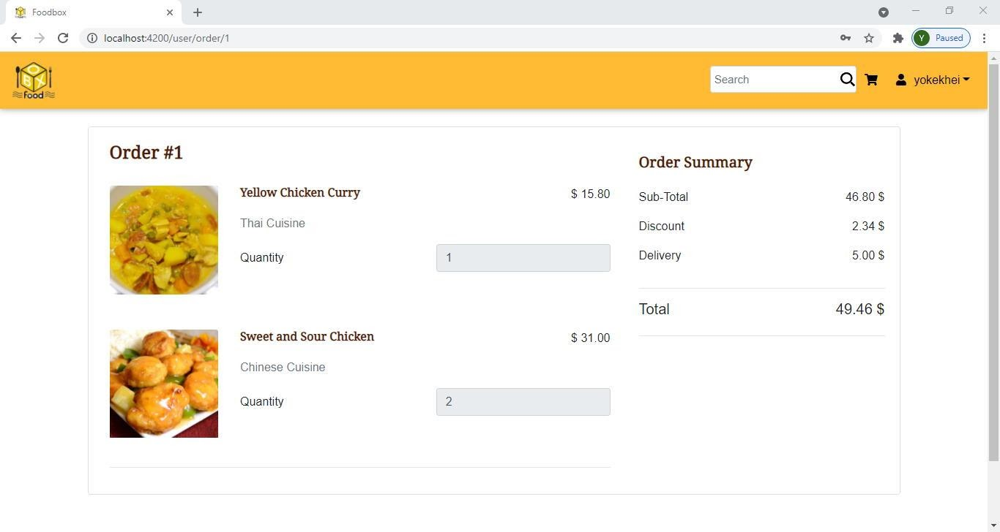 Foodbox
localhost:4200/user/order/1
Y Paused
BOX
Food
Search
yokekhei
Order #1
Yellow Chicken Curry
$ 15.80
Thai Cuisine
Quantity
1
Sweet and Sour Chicken
$ 31.00
Chinese Cuisine
Quantity
2
Order Summary
Sub-Total 46.80 $
Discount 2.34 $
Delivery 5.00 $
Total 49.46 $